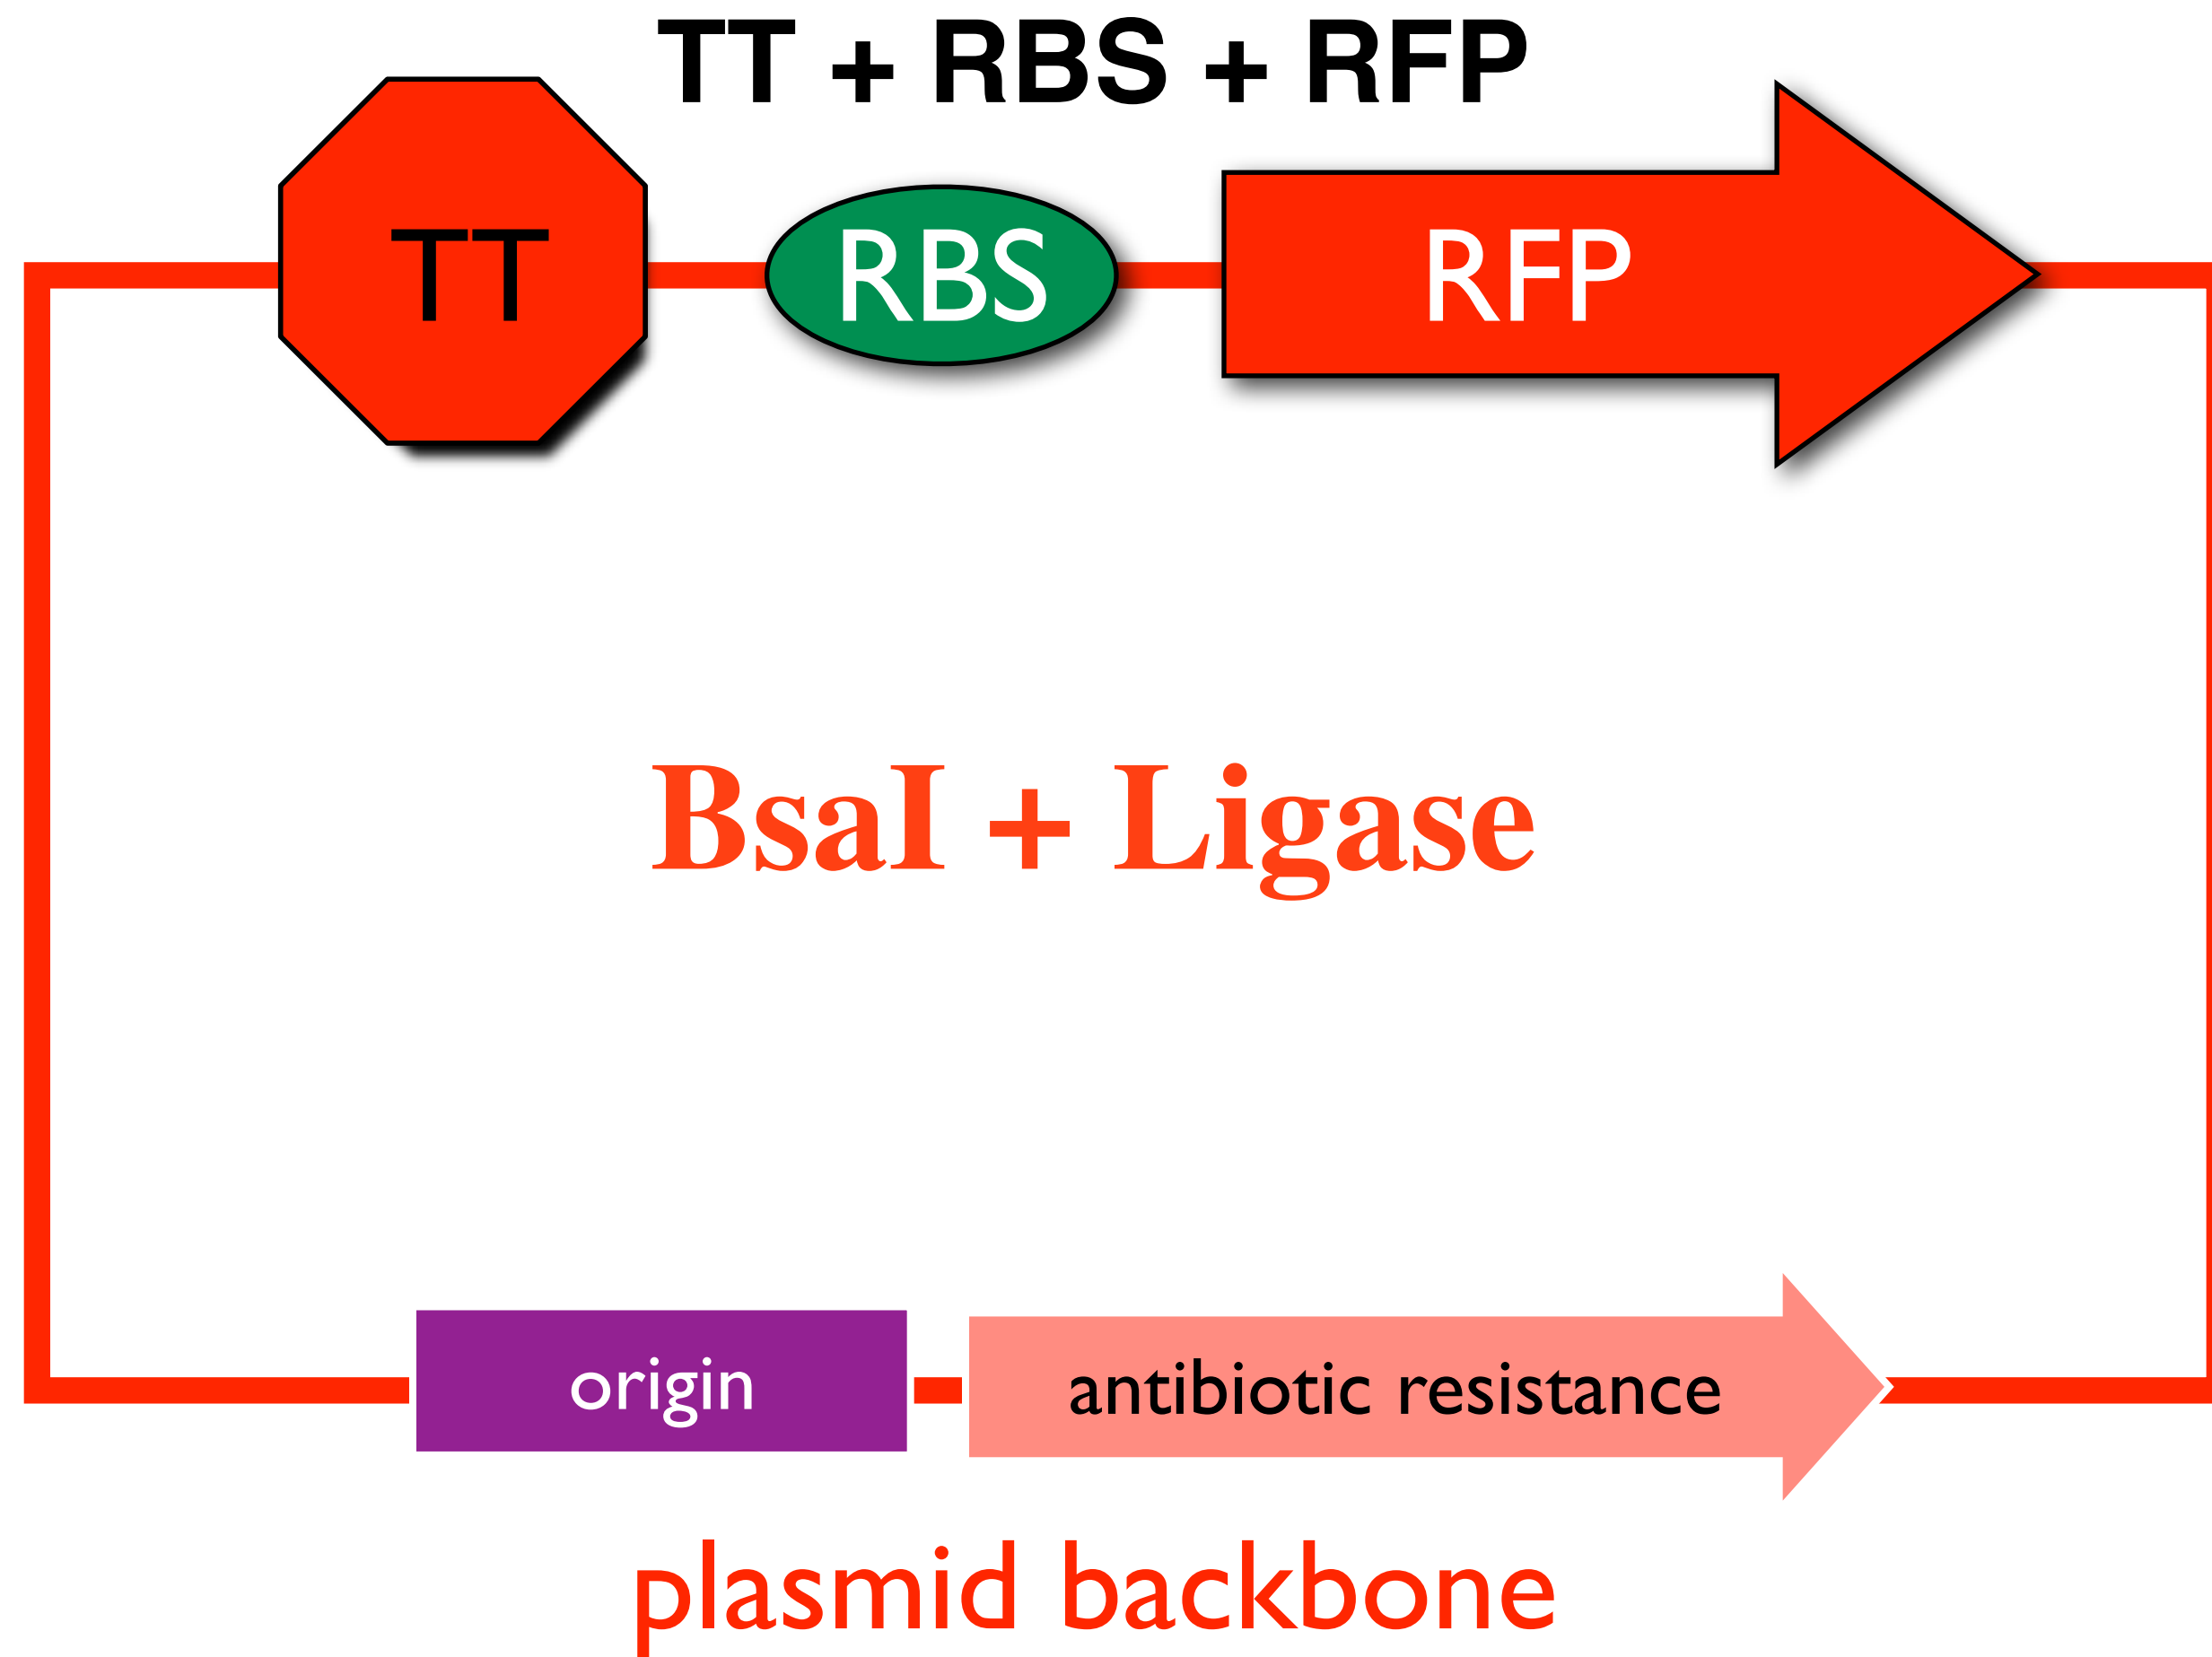 TT + RBS + RFP
TT
RBS
RFP
BsaI + Ligase
origin
antibiotic resistance
plasmid backbone